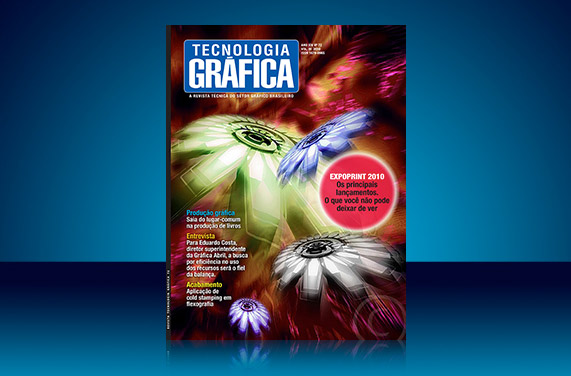 TECNOLOGIA
GRÁFICA
A REVISTA TÉCNICA DO SETOR GRÁFICO BRASILEIRO
EXPOPRINT 2010
Os principais
lançamentos.
O que você não pode
deixar de ver
Produção gráfica
Saia do lugar-comum
na produção de livros
Entrevista
Para Eduardo Costa,
diretor superintendente
da Gráfica Abril, a busca
por eficiência no uso
dos recursos será o fiel
da balança.
Acabamento
Aplicação de
cold stamping em
flexografia
REVISTA TECNOLOGIA GRÁFICA